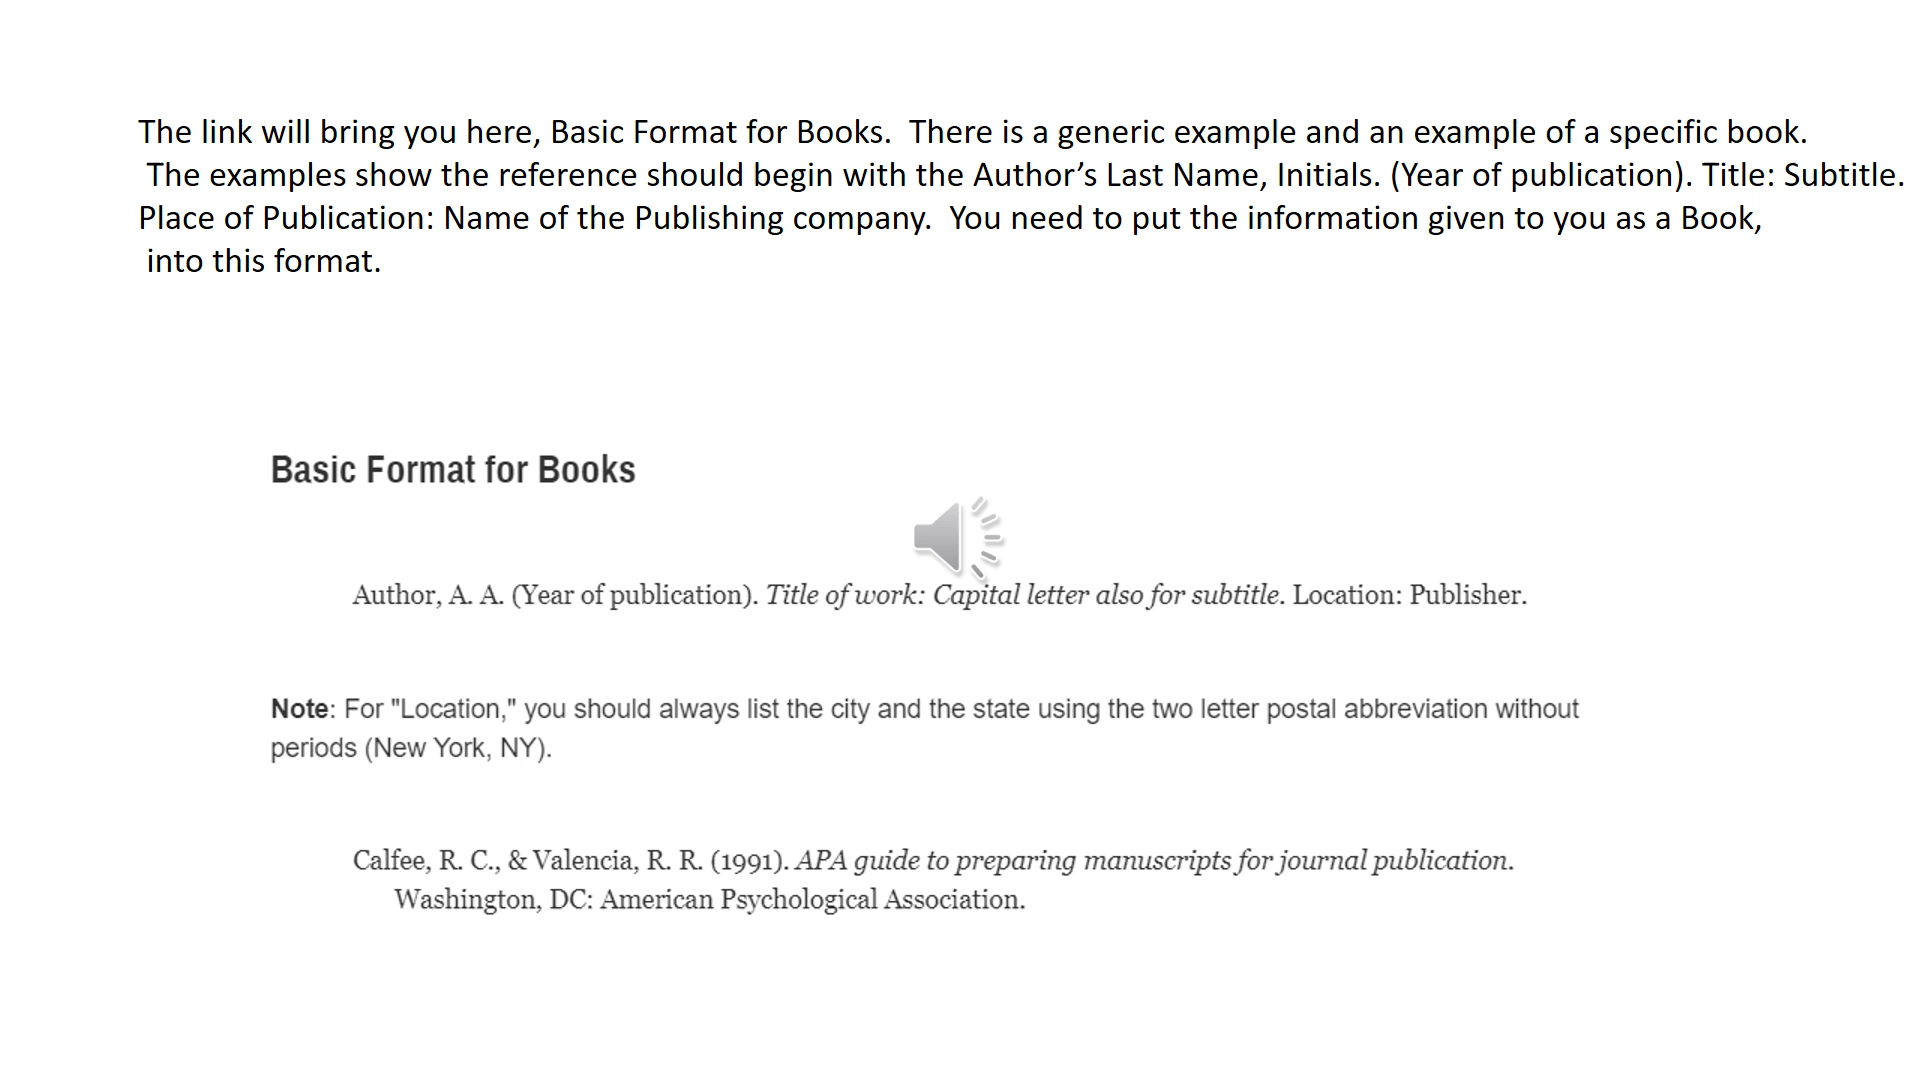 The link will bring you here, Basic Format for Books.  There is a generic example and an example of a specific book.
The examples show the reference should begin with the Author’s Last Name, Initials. (Year of publication). Title: Subtitle.
Place of Publication: Name of the Publishing company.  You need to put the information given to you as a Book,
into this format.
Basic Format for Books
Author, A. A. (Year of publication). Title of work: Capital letter also for subtitle. Location: Publisher.
Note: For "Location," you should always list the city and the state using the two letter postal abbreviation without
periods (New York, NY).
Calfee, R. C., & Valencia, R. R. (1991). APA guide to preparing manuscripts for journal publication.
Washington, DC: American Psychological Association.